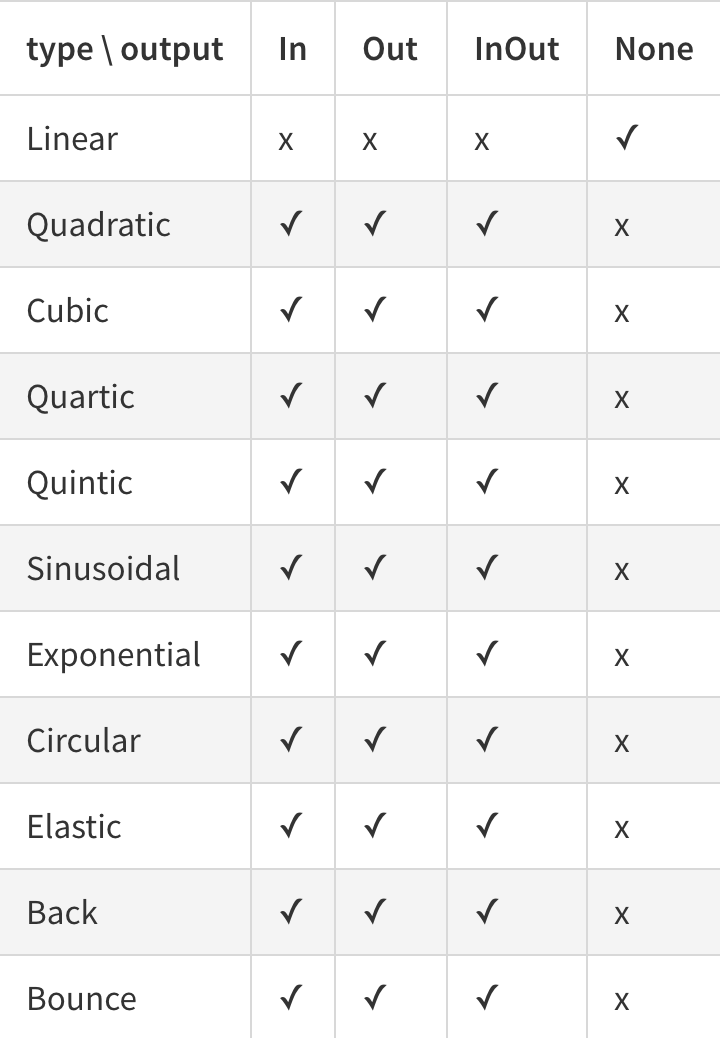 type \ output In Out InOut None
Linear x x x ✓
Quadratic ✓ ✓ ✓ x
Cubic ✓ ✓ ✓ x
Quartic ✓ ✓ ✓ x
Quintic ✓ ✓ ✓ x
Sinusoidal ✓ ✓ ✓ x
Exponential ✓ ✓ ✓ x
Circular ✓ ✓ ✓ x
Elastic ✓ ✓ ✓ x
Back ✓ ✓ ✓ x
Bounce ✓ ✓ ✓ x